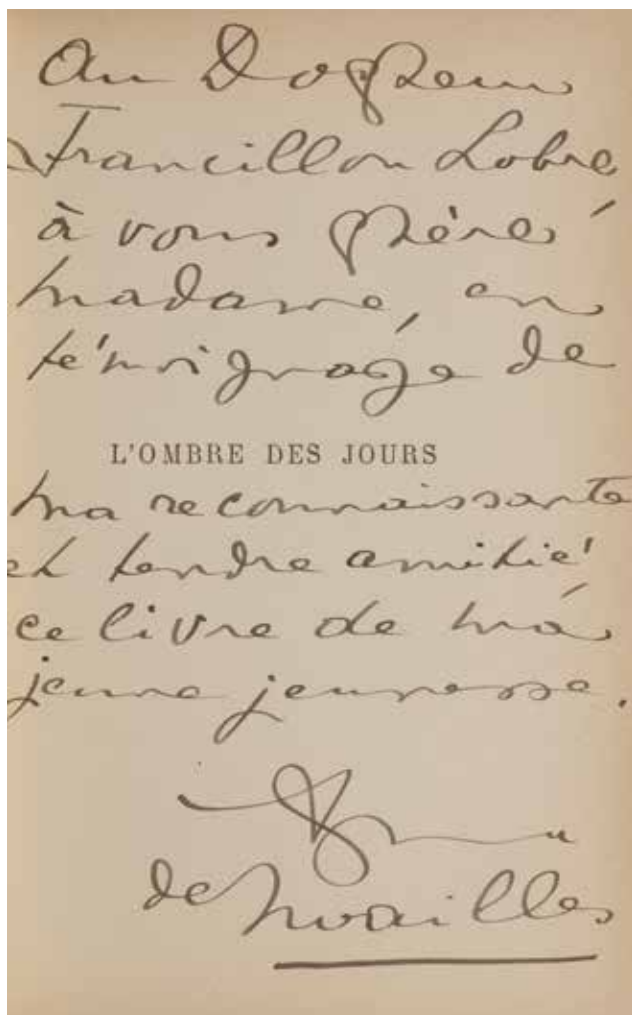 Au Docteur
Francillon Lobre
à vous chère
madame, en
témoignage de
L'OMBRE DES JOURS
ma reconnaissante
et tendre amitié
ce livre de ma
jeune jeunesse.
Anna
de Noailles